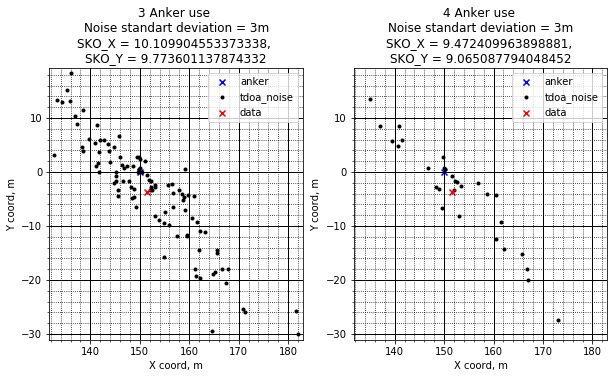 3 Anker use
Noise standart deviation = 3m
SKO_X = 10.109904553373338,
SKO_Y = 9.773601137874332
anker
tdoa_noise
data
10
0
−10
−20
−30
Y coord, m
140
150
160
170
180
X coord, m
4 Anker use
Noise standart deviation = 3m
SKO_X = 9.472409963898881,
SKO_Y = 9.065087794048452
anker
tdoa_noise
data
10
0
−10
−20
−30
Y coord, m
140
150
160
170
180
X coord, m